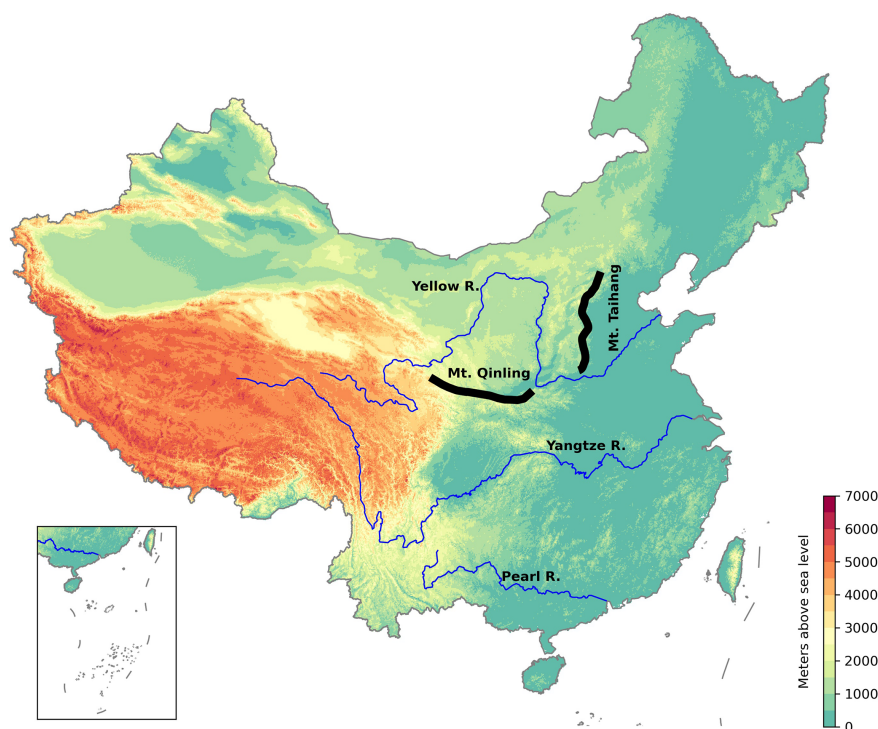 Yellow R.
Mt. Taihang
Mt. Qinling
Yangtze R.
Pearl R.
Meters above sea level
7000
6000
5000
4000
3000
2000
1000
0